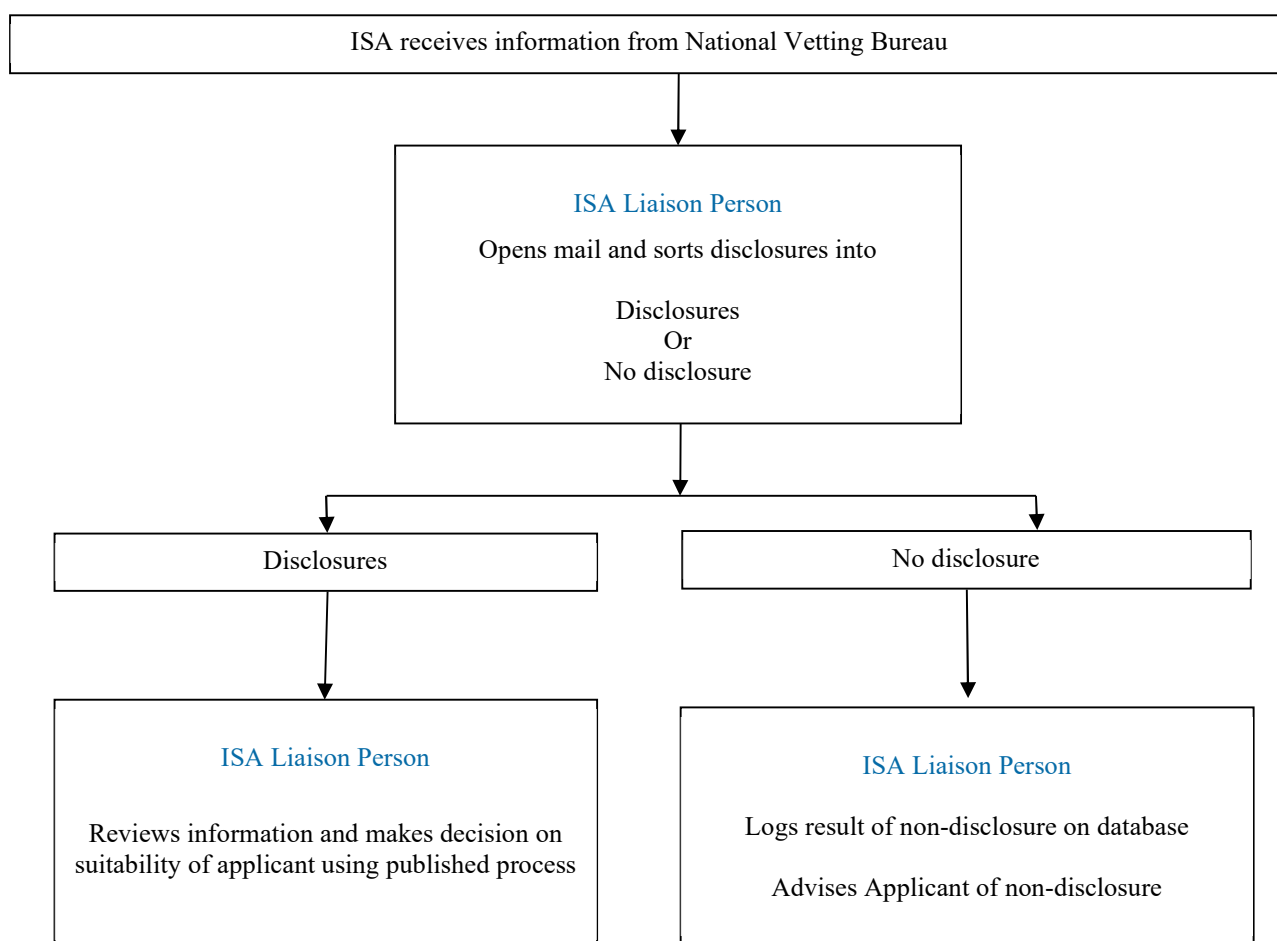 ISA receives information from National Vetting Bureau
ISA Liaison Person
Opens mail and sorts disclosures into
Disclosures
Or
No disclosure
Disclosures
No disclosure
ISA Liaison Person
Reviews information and makes decision on
suitability of applicant using published process
ISA Liaison Person
Logs result of non-disclosure on database
Advises Applicant of non-disclosure